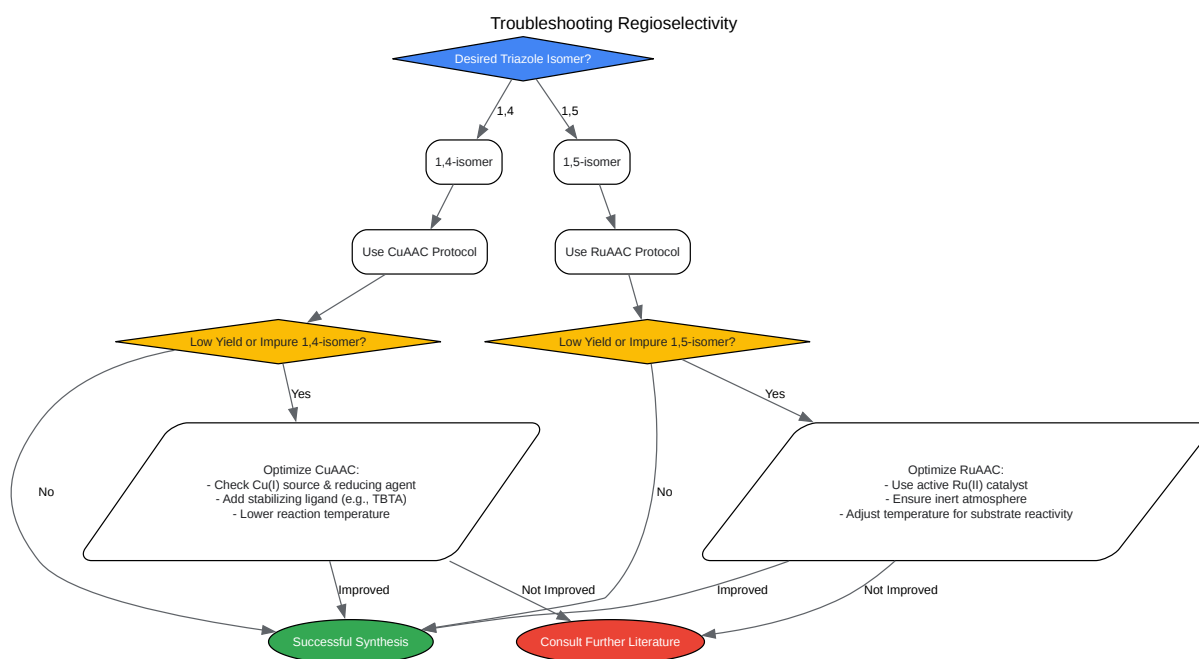 Troubleshooting Regioselectivity
Desired Triazole Isomer?
1,4
1,5
1,4-isomer
1,5-isomer
Use CuAAC Protocol
Use RuAAC Protocol
Low Yield or Impure 1,4-isomer?
Low Yield or Impure 1,5-isomer?
Yes
Yes
Optimize CuAAC:
- Check Cu(I) source & reducing agent
- Add stabilizing ligand (e.g., TBTA)
- Lower reaction temperature
Optimize RuAAC:
- Use active Ru(II) catalyst
- Ensure inert atmosphere
- Adjust temperature for substrate reactivity
No
No
Improved
Not Improved
Improved
Not Improved
Successful Synthesis
Consult Further Literature